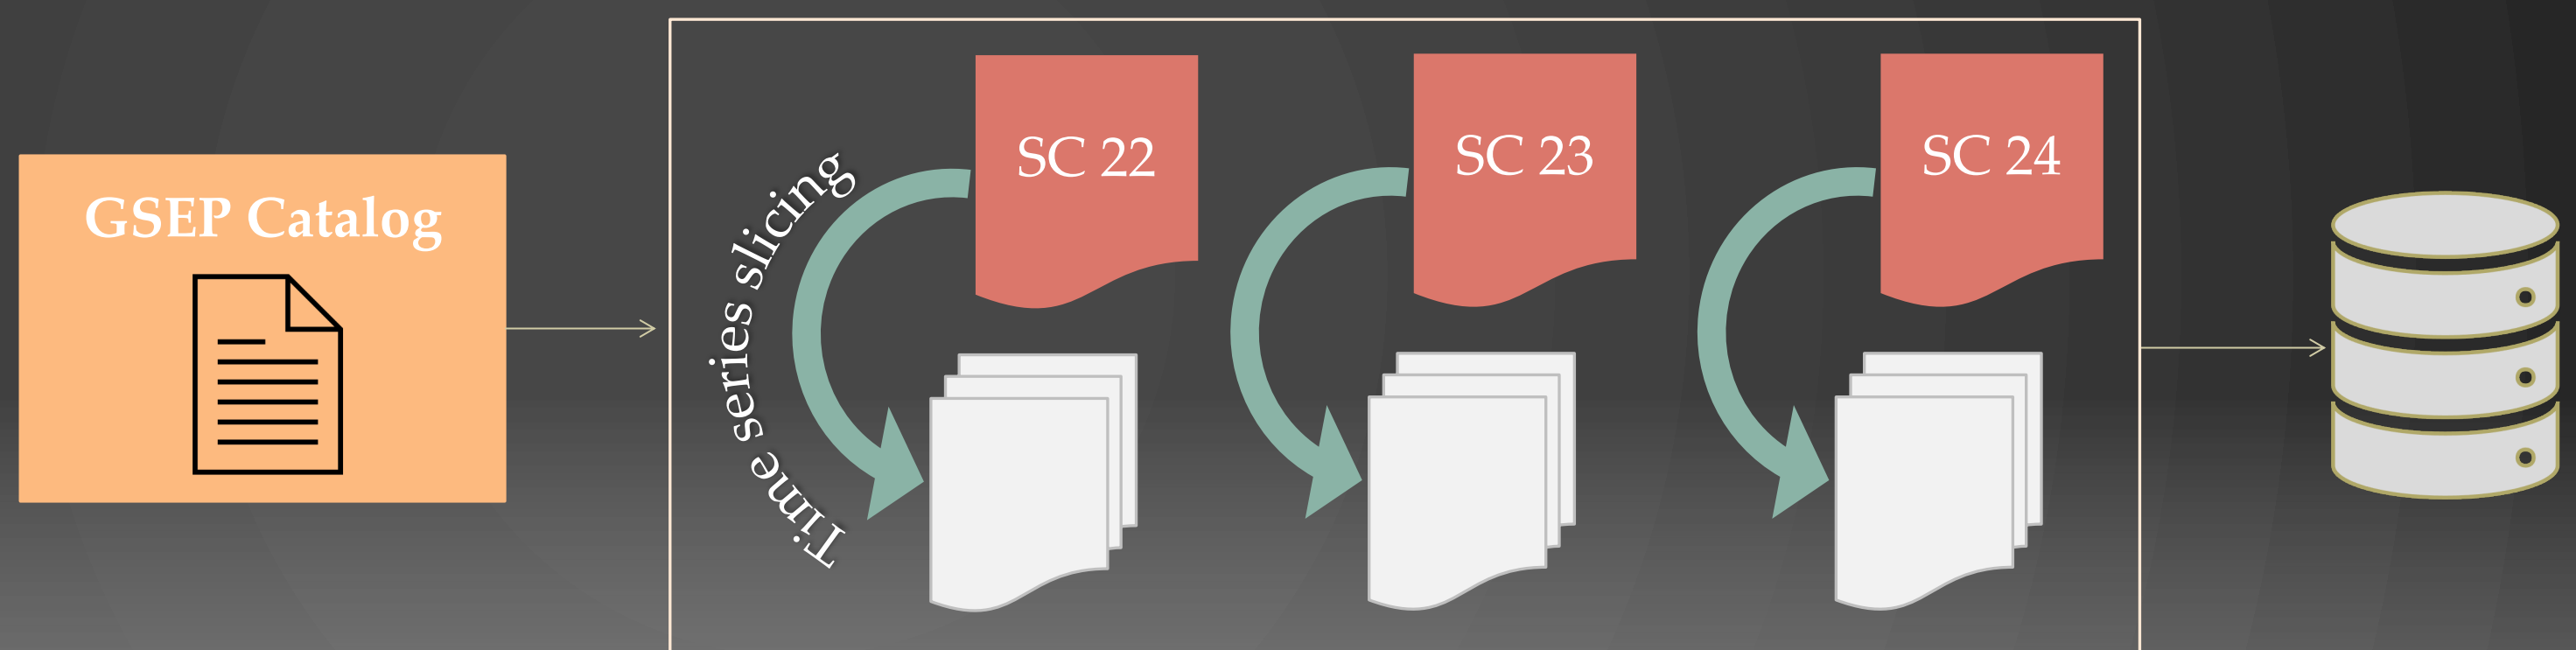 GSEP Catalog
Time series slicing
SC 22
SC 23
SC 24